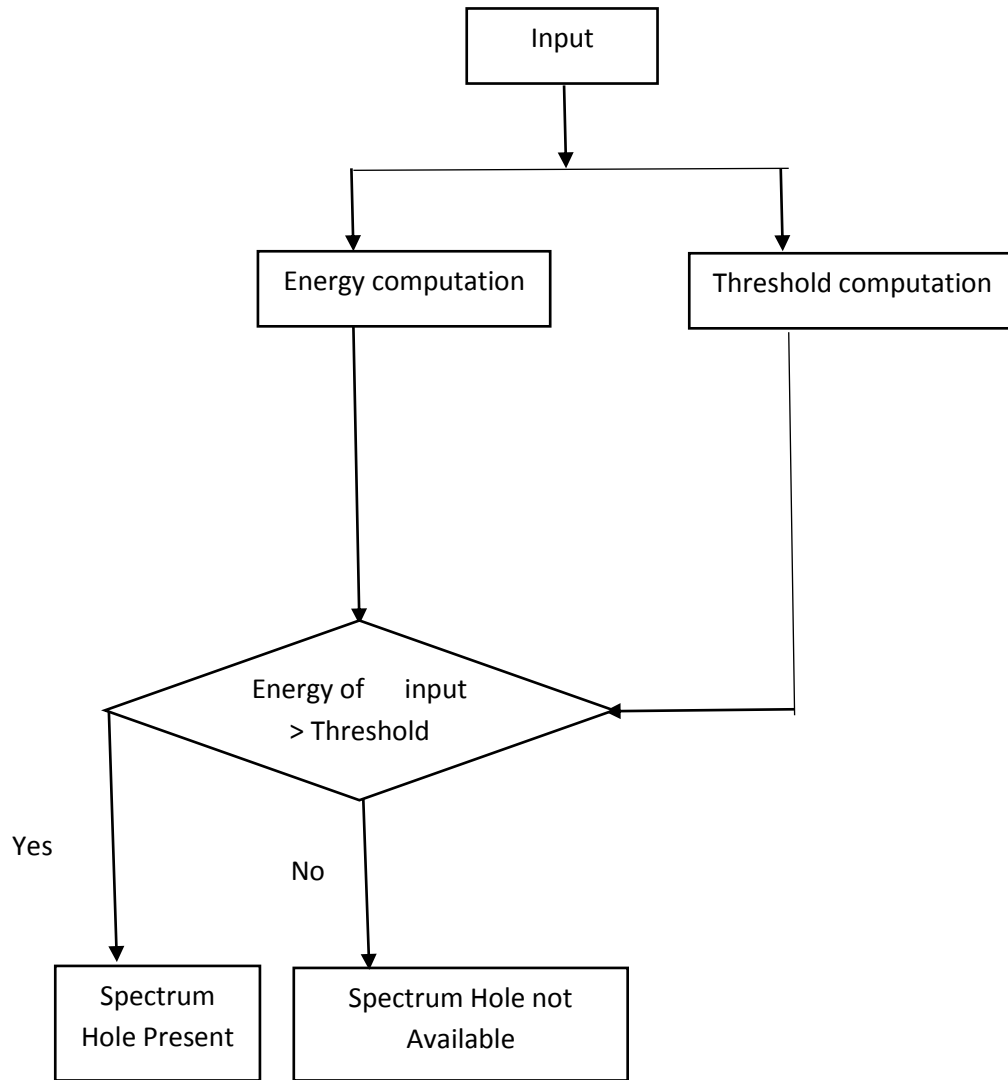 Input
Energy computation
Threshold computation
Energy of input
> Threshold
Yes
No
Spectrum
Hole Present
Spectrum Hole not
Available